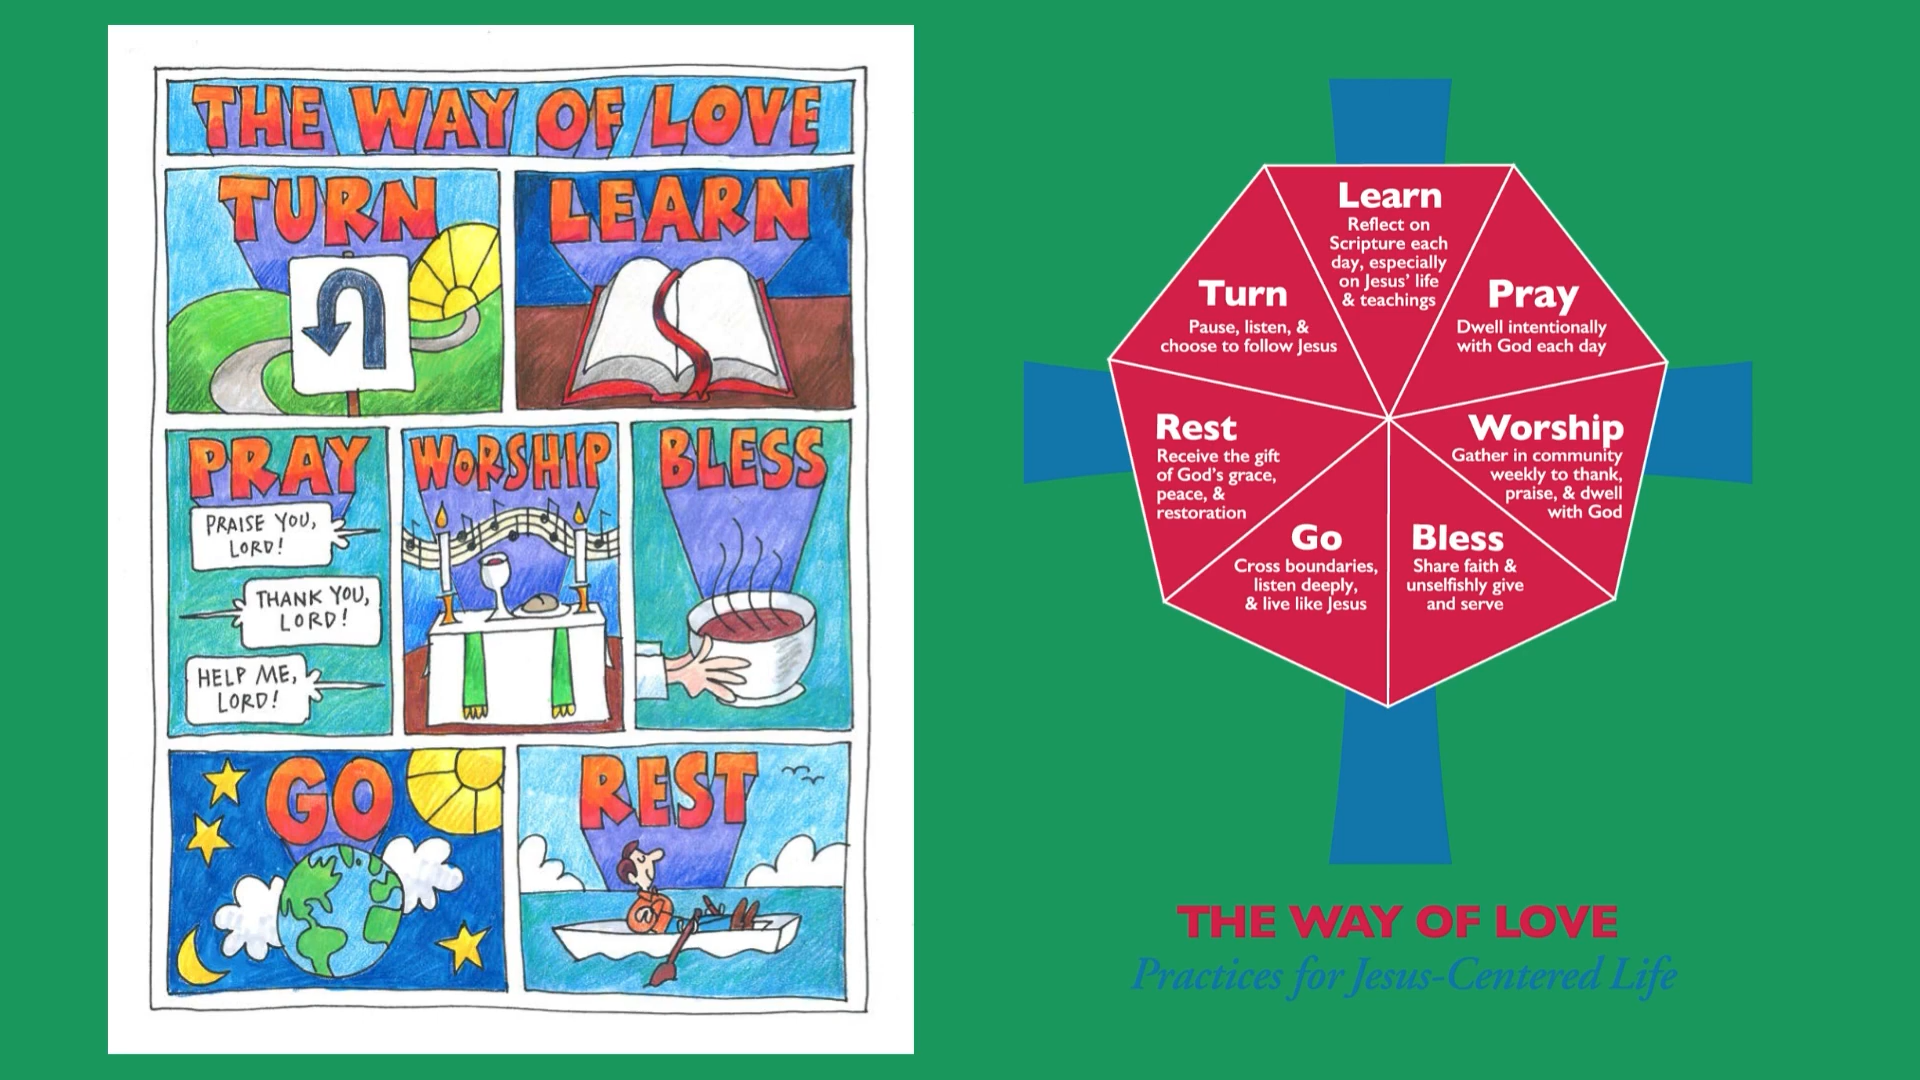 THE WAY OF LOVE
TURN
LEARN
PRAY
PRAISE YOU,
LORD!
THANK YOU,
LORD!
HELP ME,
LORD!
WORSHIP
BLESS
GO
REST
Learn
Reflect on
Scripture each
day, especially
on Jesus' life
& teachings
Turn
Pause, listen, &
choose to follow Jesus
Pray
Dwell intentionally
with God each day
Rest
Receive the gift
of God's grace,
peace, &
restoration
Worship
Gather in community
weekly to thank,
praise, & dwell
with God
Go
Cross boundaries,
listen deeply,
& live like Jesus
Bless
Share faith &
unselfishly give
and serve
THE WAY OF LOVE
Practices for Jesus-Centered Life